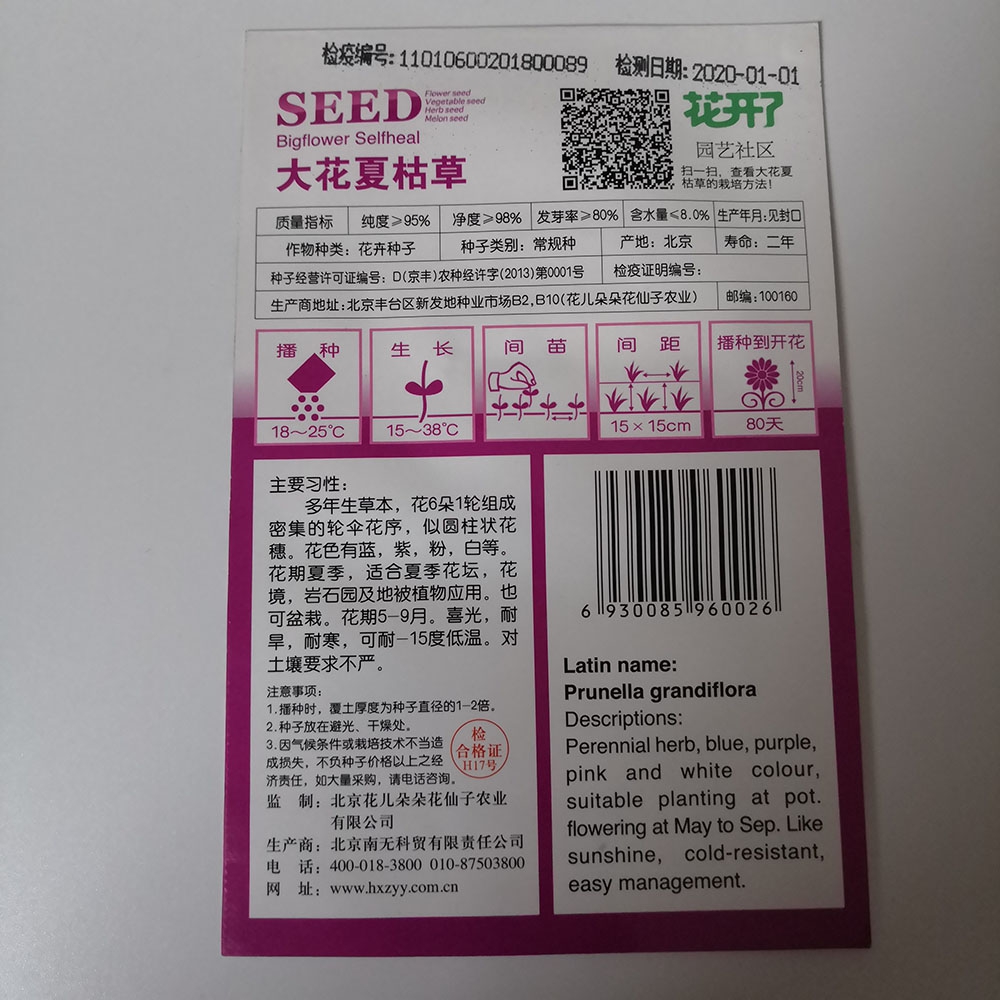 检疫编号:110106002018000089 检测日期:2020-01-01
SEED
Flower seed
Vegetable seed
Herb seed
Melon seed
Bigflower Selfheal
大花夏枯草
花开了
园艺社区
扫一扫,查看大花夏
枯草的栽培方法!
质量指标 纯度≥95% 净度≥98% 发芽率≥80% 含水量≤8.0% 生产年月:见封口
作物种类:花卉种子 种子类别:常规种 产地:北京 寿命:二年
种子经营许可证编号:D(京丰)农种经许字(2013)第0001号 检疫证明编号:
生产商地址:北京丰台区新发地种业市场B2,B10(花儿朵朵花仙子农业) 邮编:100160
播种 生长 间苗 间距 播种到开花
20cm
18~25℃ 15~38℃ 15×15cm 80天
主要习性:
多年生草本,花6朵1轮组成
密集的轮伞花序,似圆柱状花
穗。花色有蓝,紫,粉,白等。
花期夏季,适合夏季花坛,花
境,岩石园及地被植物应用。也
可盆栽。花期5-9月。喜光,耐
旱,耐寒,可耐-15度低温。对
土壤要求不严。
注意事项:
1.播种时,覆土厚度为种子直径的1-2倍。
2.种子放在避光、干燥处。
3.因气候条件或栽培技术不当造
成损失,不负种子价格以上之经
济责任,如大量采购,请电话咨询。
检
合格证
H17号
监 制:北京花儿朵朵花仙子农业
有限公司
生产商:北京南无科贸有限责任公司
电 话:400-018-3800 010-87503800
网 址:www.hxzyy.com.cn
6 930085 960026
Latin name:
Prunella grandiflora
Descriptions:
Perennial herb, blue, purple,
pink and white colour,
suitable planting at pot.
flowering at May to Sep. Like
sunshine, cold-resistant,
easy management.